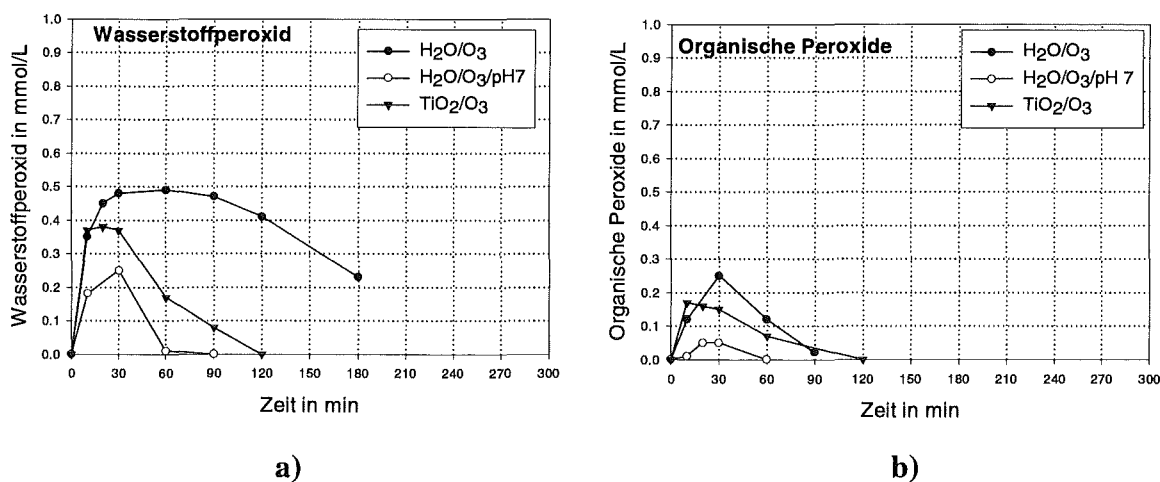 Wasserstoffperoxid
H2O/O3
H2O/O3/pH7
TiO2/O3
Wasserstoffperoxid in mmol/L
1.0
0.9
0.8
0.7
0.6
0.5
0.4
0.3
0.2
0.1
0.0
0 30 60 90 120 150 180 210 240 270 300
Zeit in min
a)
Organische Peroxide
H2O/O3
H2O/O3/pH 7
TiO2/O3
Organische Peroxide in mmol/L
1.0
0.9
0.8
0.7
0.6
0.5
0.4
0.3
0.2
0.1
0.0
0 30 60 90 120 150 180 210 240 270 300
Zeit in min
b)